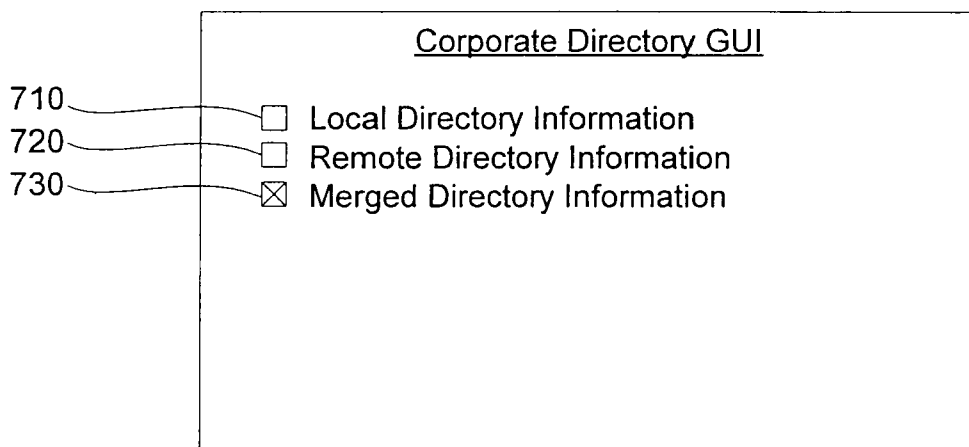 Corporate Directory GUI
710 Local Directory Information
720 Remote Directory Information
730 Merged Directory Information